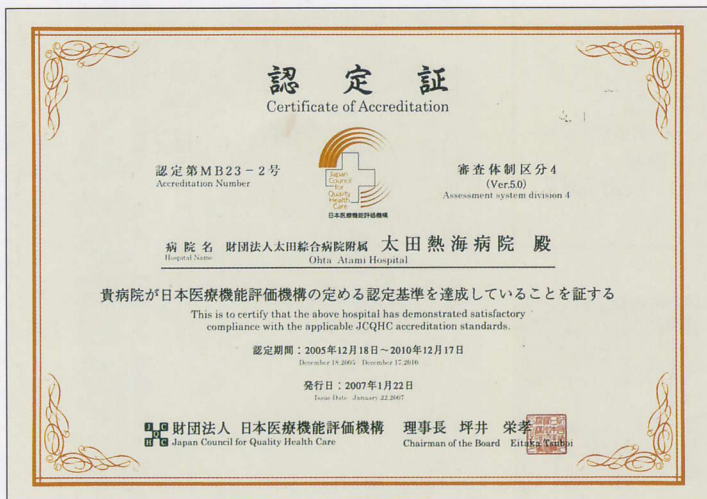 認定証
Certificate of Accreditation
認定第MB23－2号
Accreditation Number
Japan
Council
for
Quality
Health
Care
日本医療機能評価機構
審査体制区分4
(Ver.5.0)
Assessment system division 4
病院名 財団法人太田綜合病院附属 太田熱海病院 殿
Hospital Name Ohta Atami Hospital
貴病院が日本医療機能評価機構の定める認定基準を達成していることを証する
This is to certify that the above hospital has demonstrated satisfactory
compliance with the applicable JCQHC accreditation standards.
認定期間：2005年12月18日～2010年12月17日
December 18,2005 December 17,2010
発行日：2007年1月22日
Issue Date January 22,2007
JCQHC 財団法人 日本医療機能評価機構 理事長 坪井 栄孝
Japan Council for Quality Health Care Chairman of the Board Eitaka Tsuboi